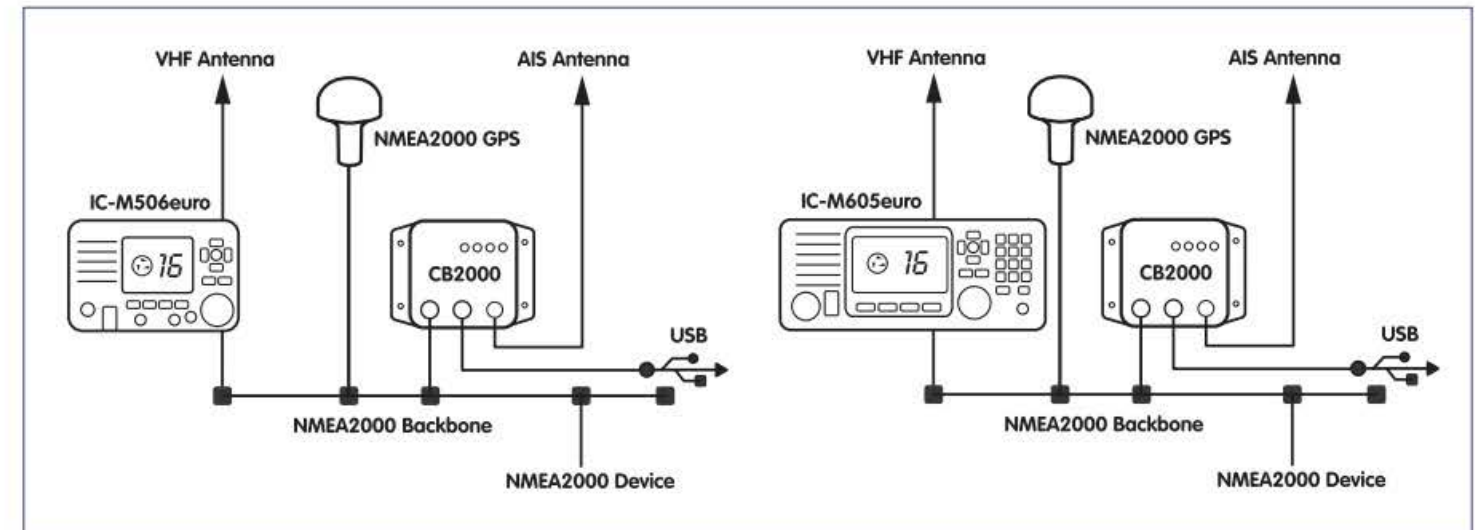 VHF Antenna
AIS Antenna
NMEA2000 GPS
IC-M506euro
16
CB2000
USB
NMEA2000 Backbone
NMEA2000 Device
VHF Antenna
AIS Antenna
NMEA2000 GPS
IC-M605euro
16
CB2000
USB
NMEA2000 Backbone
NMEA2000 Device